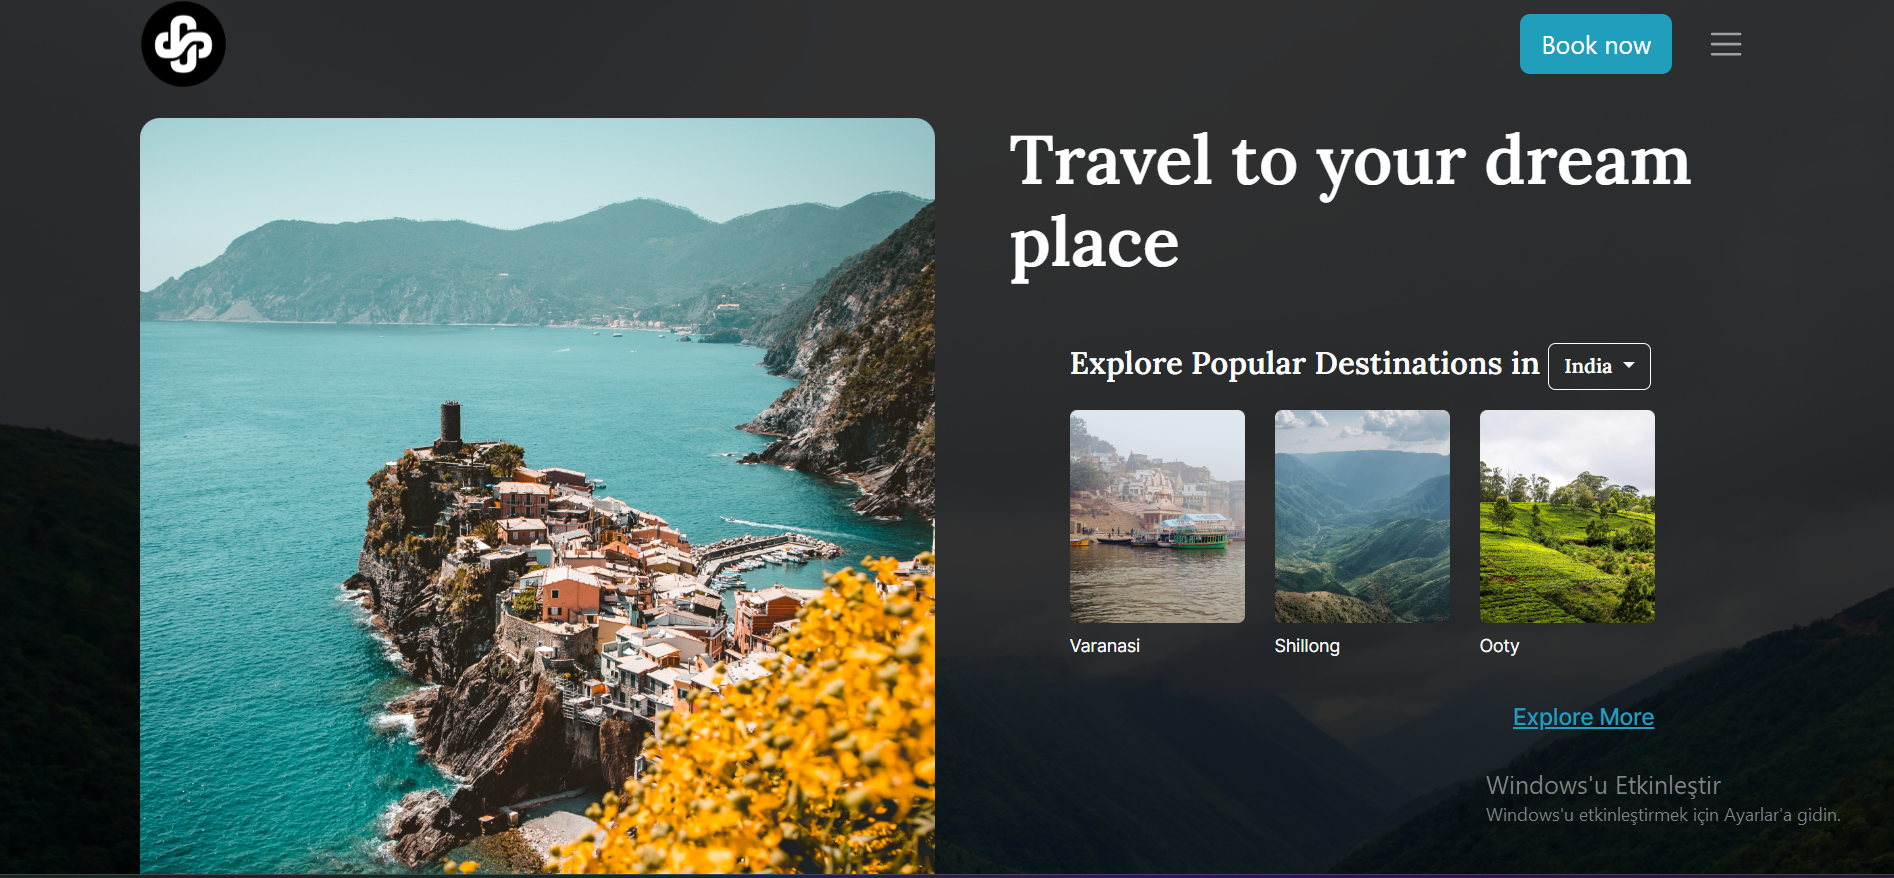 Book now
Travel to your dream
place
Explore Popular Destinations in India
Varanasi
Shillong
Ooty
Explore More
Windows'u Etkinleştir
Windows'u etkinleştirmek için Ayarlar'a gidin.